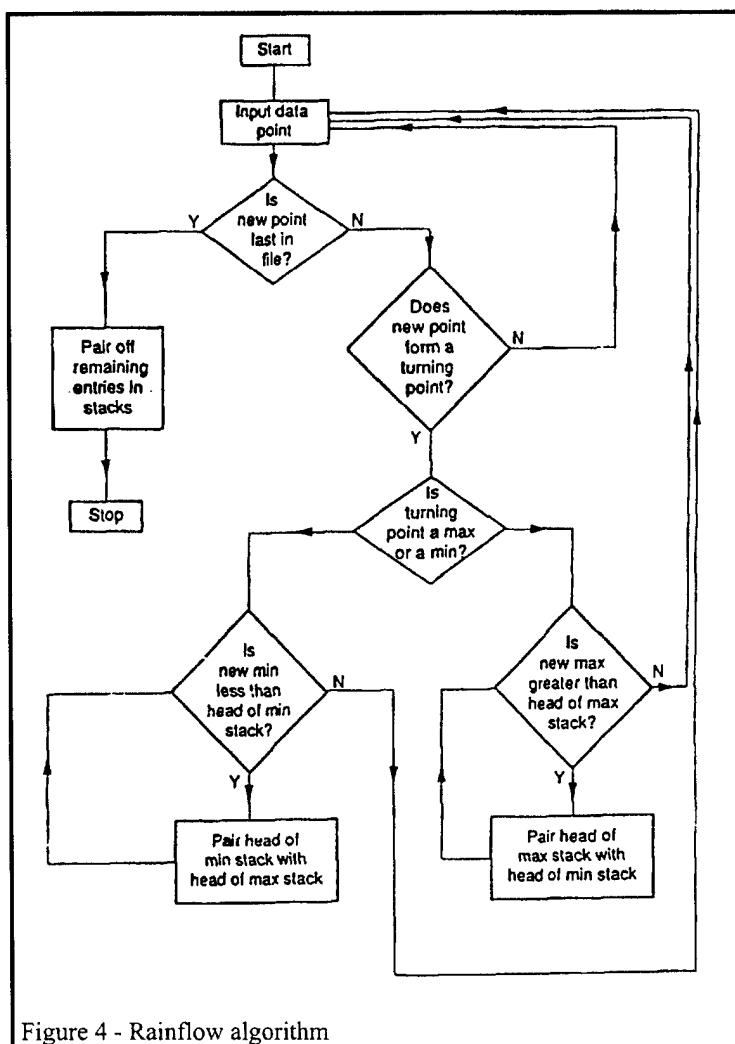 Start
Input data
point
Is
new point
last in
file?
Y
N
Does
new point
form a
turning
point?
N
Y
Pair off
remaining
entries in
stacks
Stop
Is
turning
point a max
or a min?
Is
new min
less than
head of min
stack?
N
Y
Is
new max
greater than
head of max
stack?
N
Y
Pair head of
min stack with
head of max stack
Pair head of
max stack with
head of min stack
Figure 4 - Rainflow algorithm